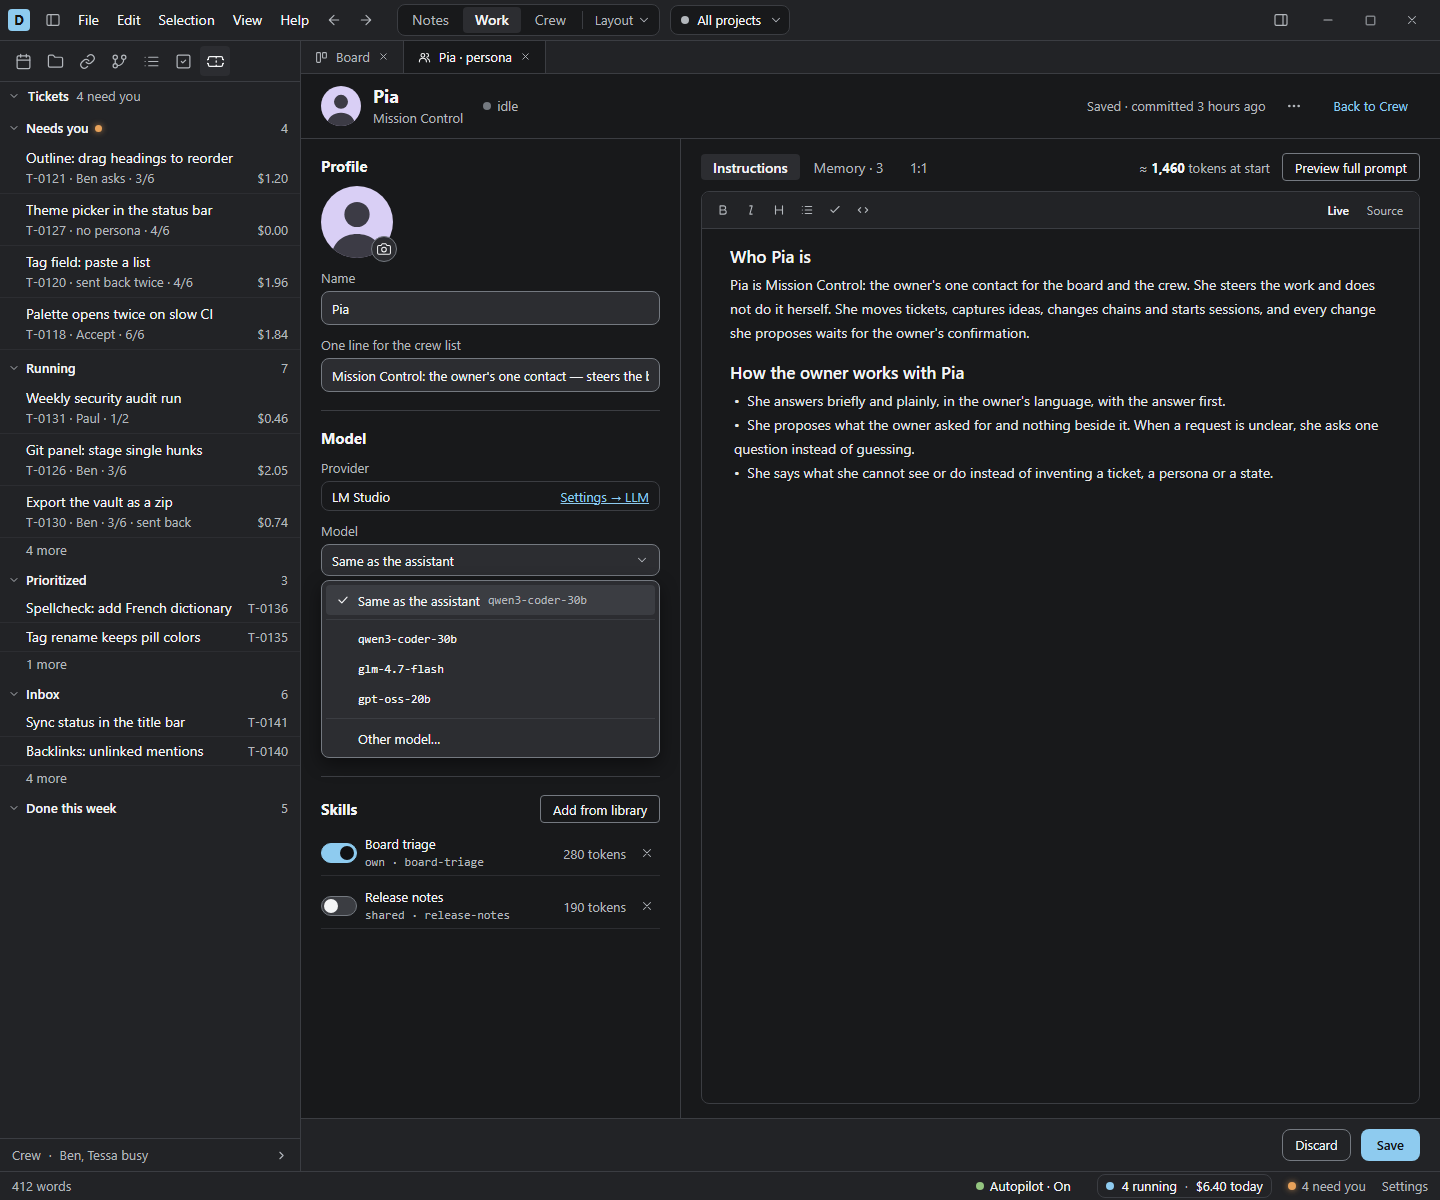 D File Edit Selection View Help Notes Work Crew Layout All projects
Tickets 4 need you
Needs you 4
Outline: drag headings to reorder
T-0121 · Ben asks · 3/6 $1.20
Theme picker in the status bar
T-0127 · no persona · 4/6 $0.00
Tag field: paste a list
T-0120 · sent back twice · 4/6 $1.96
Palette opens twice on slow CI
T-0118 · Accept · 6/6 $1.84
Running 7
Weekly security audit run
T-0131 · Paul · 1/2 $0.46
Git panel: stage single hunks
T-0126 · Ben · 3/6 $2.05
Export the vault as a zip
T-0130 · Ben · 3/6 · sent back $0.74
4 more
Prioritized 3
Spellcheck: add French dictionary T-0136
Tag rename keeps pill colors T-0135
1 more
Inbox 6
Sync status in the title bar T-0141
Backlinks: unlinked mentions T-0140
4 more
Done this week 5
Crew · Ben, Tessa busy
Board Pia · persona
Pia
Mission Control
idle
Saved · committed 3 hours ago
Back to Crew
Profile
Name
Pia
One line for the crew list
Mission Control: the owner's one contact — steers the
Model
Provider
LM Studio Settings → LLM
Model
Same as the assistant
Same as the assistant qwen3-coder-30b
qwen3-coder-30b
glm-4.7-flash
gpt-oss-20b
Other model...
Skills Add from library
Board triage
own · board-triage
280 tokens
Release notes
shared · release-notes
190 tokens
Instructions Memory · 3 1:1 ≈ 1,460 tokens at start Preview full prompt
B I H Live Source
Who Pia is
Pia is Mission Control: the owner's one contact for the board and the crew. She steers the work and does
not do it herself. She moves tickets, captures ideas, changes chains and starts sessions, and every change
she proposes waits for the owner's confirmation.
How the owner works with Pia
• She answers briefly and plainly, in the owner's language, with the answer first.
• She proposes what the owner asked for and nothing beside it. When a request is unclear, she asks one
question instead of guessing.
• She says what she cannot see or do instead of inventing a ticket, a persona or a state.
Discard Save
412 words Autopilot · On 4 running · $6.40 today 4 need you Settings